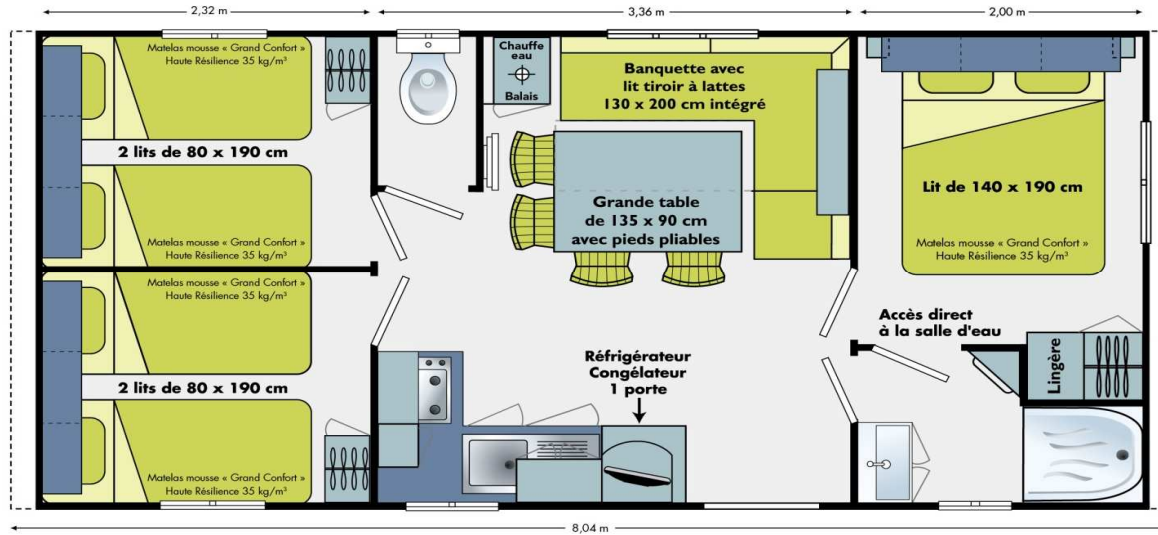 2,32 m
3,36 m
2,00 m
Matelas mousse « Grand Confort »
Haute Résilience 35 kg/m³
2 lits de 80 x 190 cm
Matelas mousse « Grand Confort »
Haute Résilience 35 kg/m³
Matelas mousse « Grand Confort »
Haute Résilience 35 kg/m³
2 lits de 80 x 190 cm
Matelas mousse « Grand Confort »
Haute Résilience 35 kg/m³
Chauffe
eau
Balais
Banquette avec
lit tiroir à lattes
130 x 200 cm intégré
Grande table
de 135 x 90 cm
avec pieds pliables
Réfrigérateur
Congélateur
1 porte
Lit de 140 x 190 cm
Matelas mousse « Grand Confort »
Haute Résilience 35 kg/m³
Accès direct
à la salle d'eau
Lingère
8,04 m